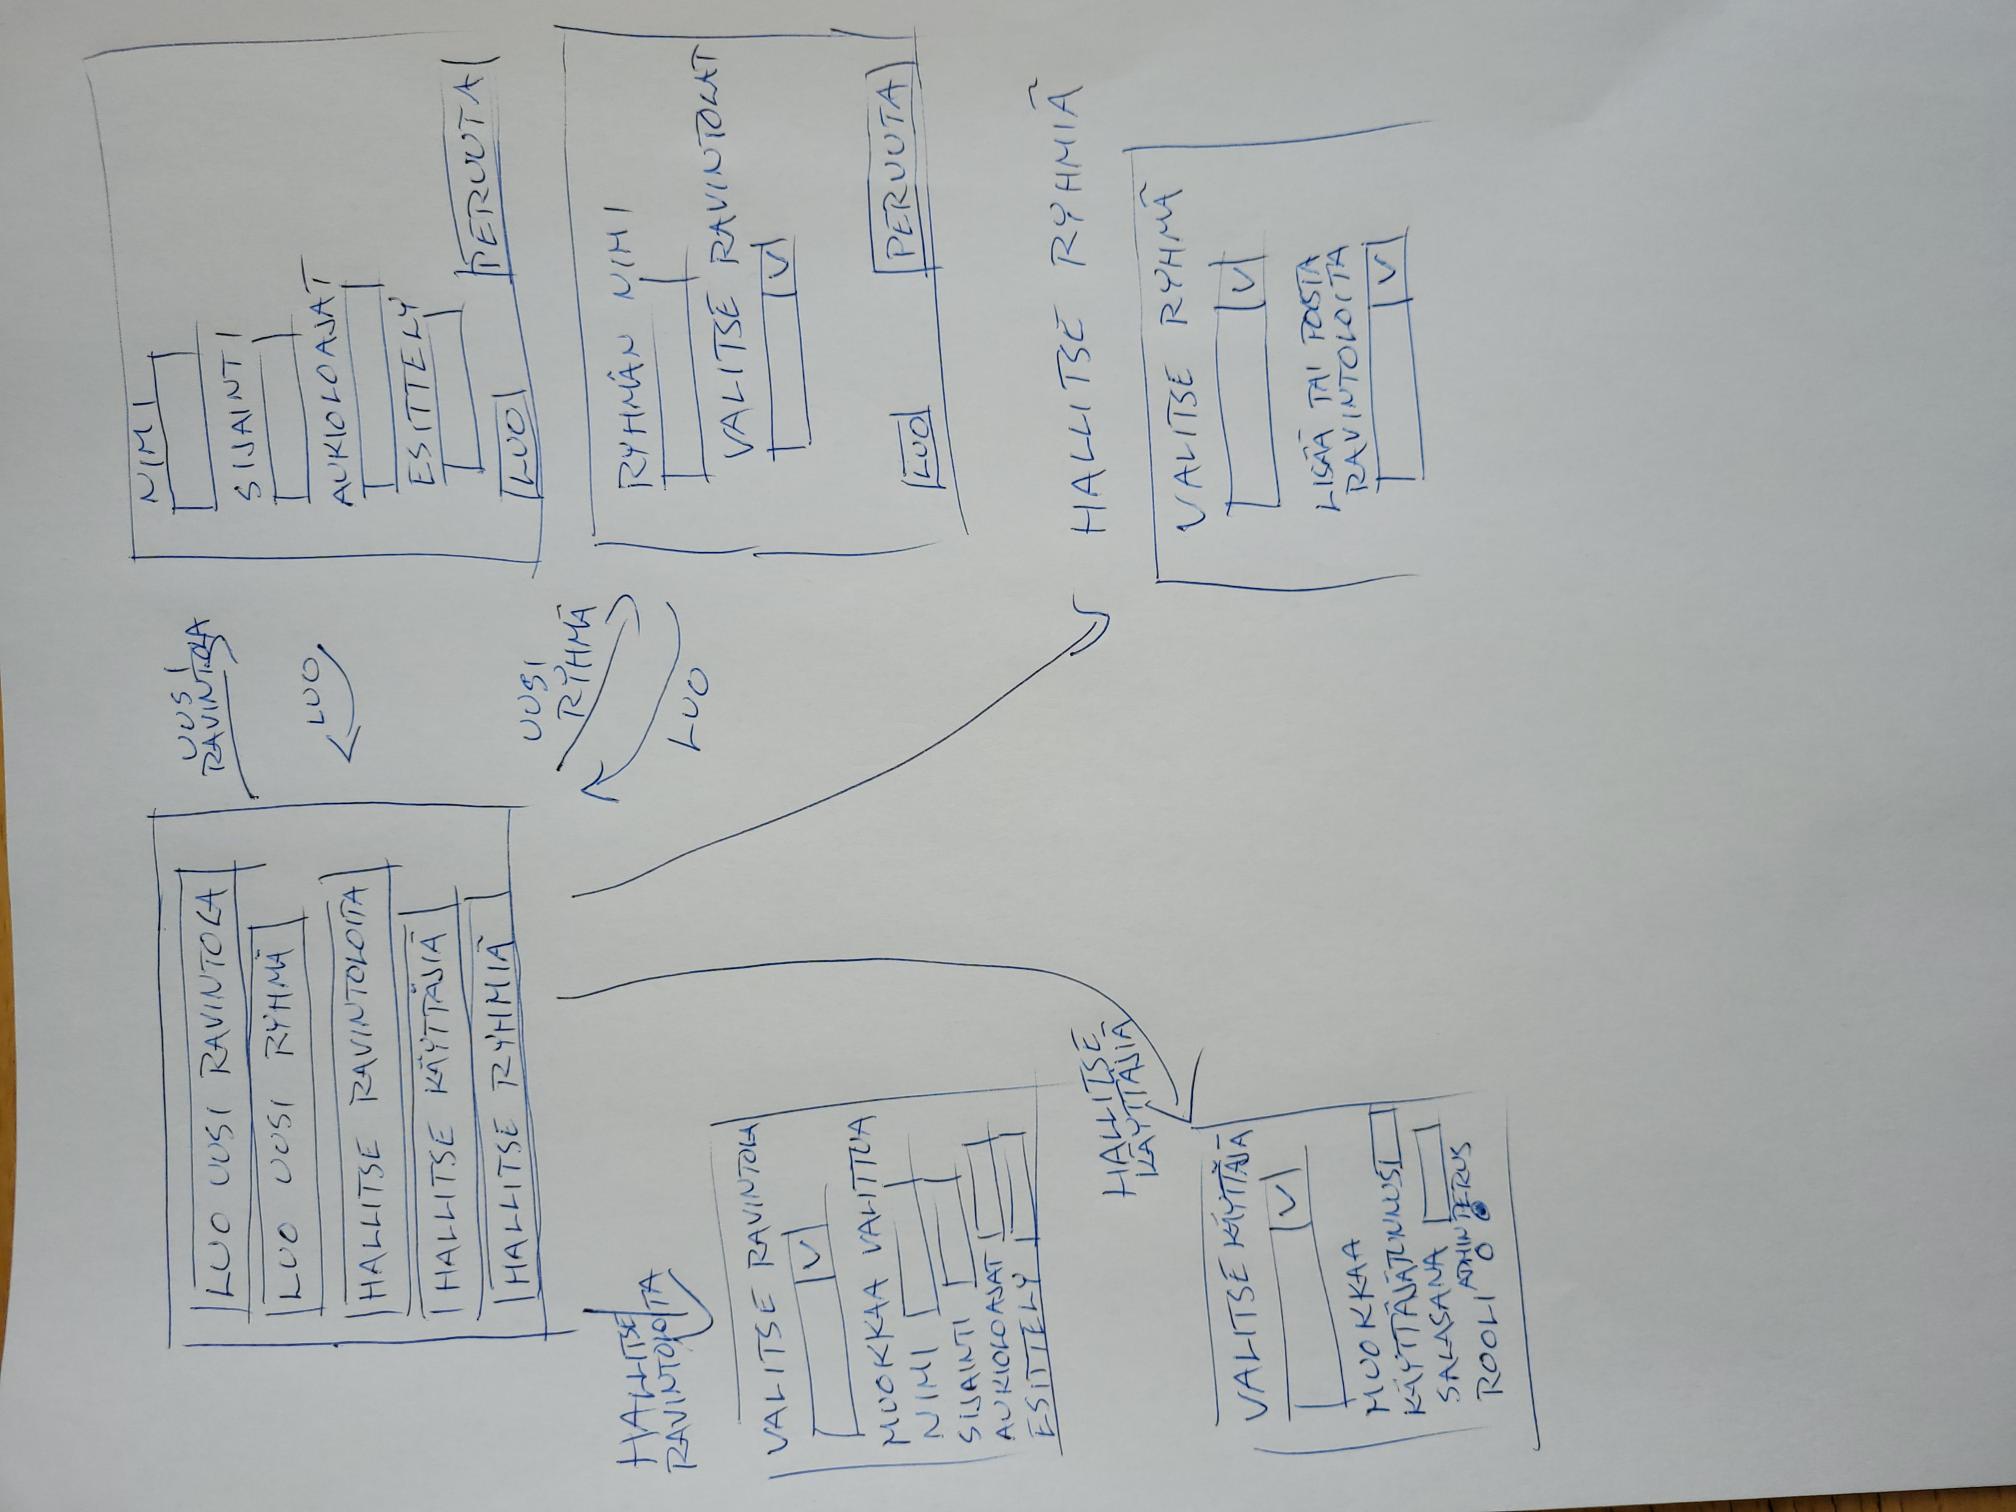 LUO UUSI RAVINTOLA
LUO UUSI RYHMÄ
HALLITSE RAVINTOLOITA
HALLITSE KÄYTTÄJIÄ
HALLITSE RYHMIÄ
UUSI
RAVINTOLA
LUO
NIMI
SIJAINTI
AUKIOLOAJAT
ESITTELY
LUO
PERUUTA
UUSI
RYHMÄ
LUO
RYHMÄN NIMI
VALITSE RAVINTOLAT
V
LUO
PERUUTA
HALLITSE
RAVINTOLOITA
VALITSE RAVINTOLA
V
MUOKKAA VALITTUA
NIMI
SIJAINTI
AUKIOLOAJAT
ESITTELY
HALLITSE
KÄYTTÄJIÄ
VALITSE KÄYTTÄJÄ
V
MUOKKAA
KÄYTTÄJÄTUNNUS
SALASANA
ADMIN PERUS
ROOLI
HALLITSE RYHMIÄ
VALITSE RYHMÄ
V
LISÄÄ TAI POISTA
RAVINTOLOITA
V